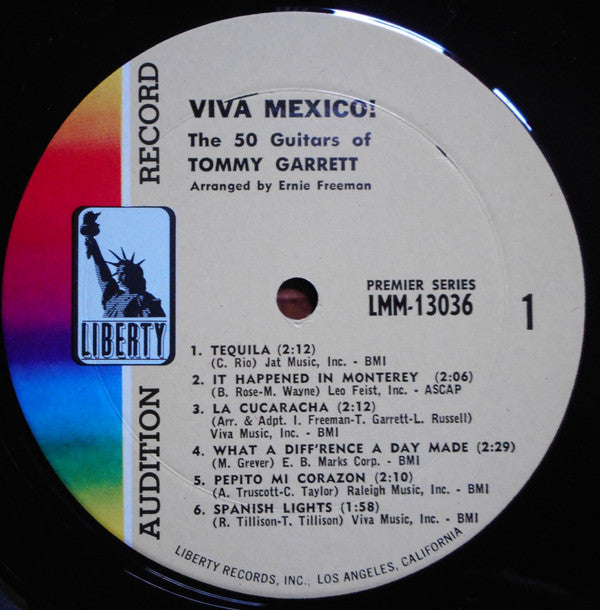 VIVA MEXICO!
The 50 Guitars of
TOMMY GARRETT
Arranged by Ernie Freeman
AUDITION RECORD
LIBERTY
PREMIER SERIES
LMM-13036
1
1. TEQUILA (2:12)
(C. Rio) Jat Music, Inc. - BMI
2. IT HAPPENED IN MONTEREY (2:06)
(B. Rose-M. Wayne) Leo Feist, Inc. - ASCAP
3. LA CUCARACHA (2:12)
(Arr. & Adpt. I. Freeman-T. Garrett-L. Russell)
Viva Music, Inc. - BMI
4. WHAT A DIFF'RENCE A DAY MADE (2:29)
(M. Grever) E. B. Marks Corp. - BMI
5. PEPITO MI CORAZON (2:10)
(A. Truscott-C. Taylor) Raleigh Music, Inc. - BMI
6. SPANISH LIGHTS (1:58)
(R. Tillison-T. Tillison) Viva Music, Inc. - BMI
LIBERTY RECORDS, INC., LOS ANGELES, CALIFORNIA